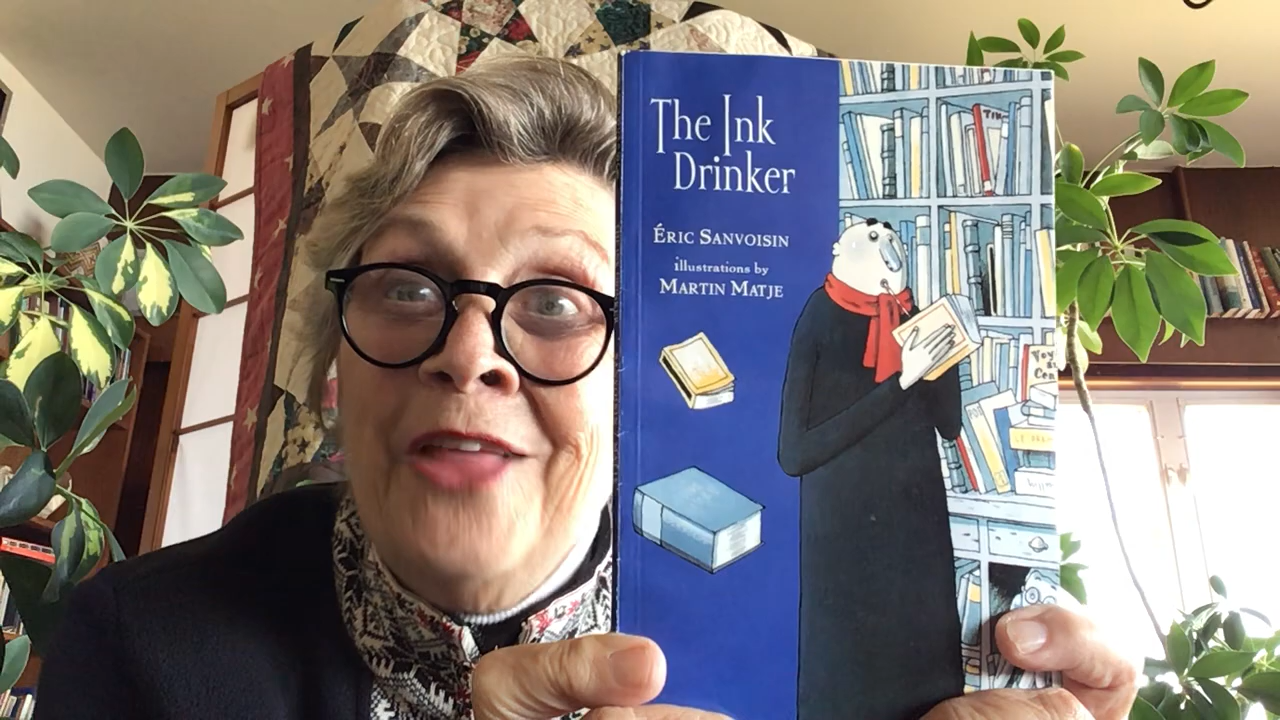 The Ink
Drinker
Éric Sanvoisin
illustrations by
Martin Matje